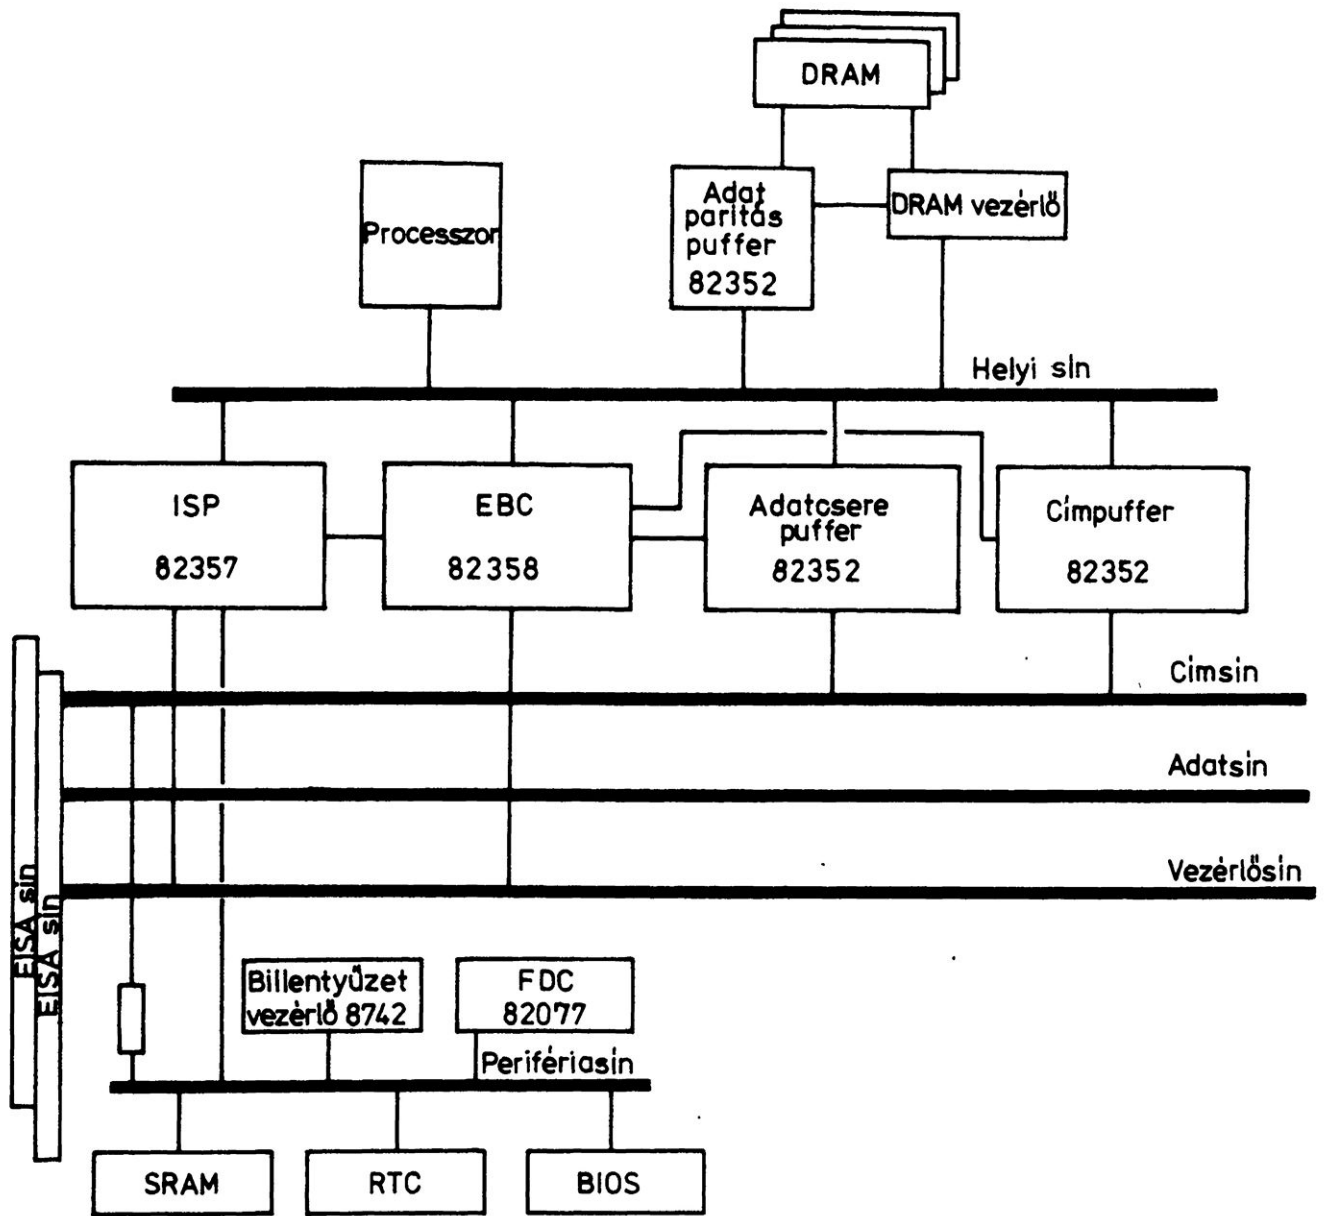 DRAM
Processzor
Adat
paritás
puffer
82352
DRAM vezérlő
Helyi sín
ISP
82357
EBC
82358
Adatcsere
puffer
82352
Címpuffer
82352
Címsín
Adatsín
Vezérlősín
EISA sín
EISA sín
Billentyűzet
vezérlő 8742
FDC
82077
Perifériasín
SRAM
RTC
BIOS